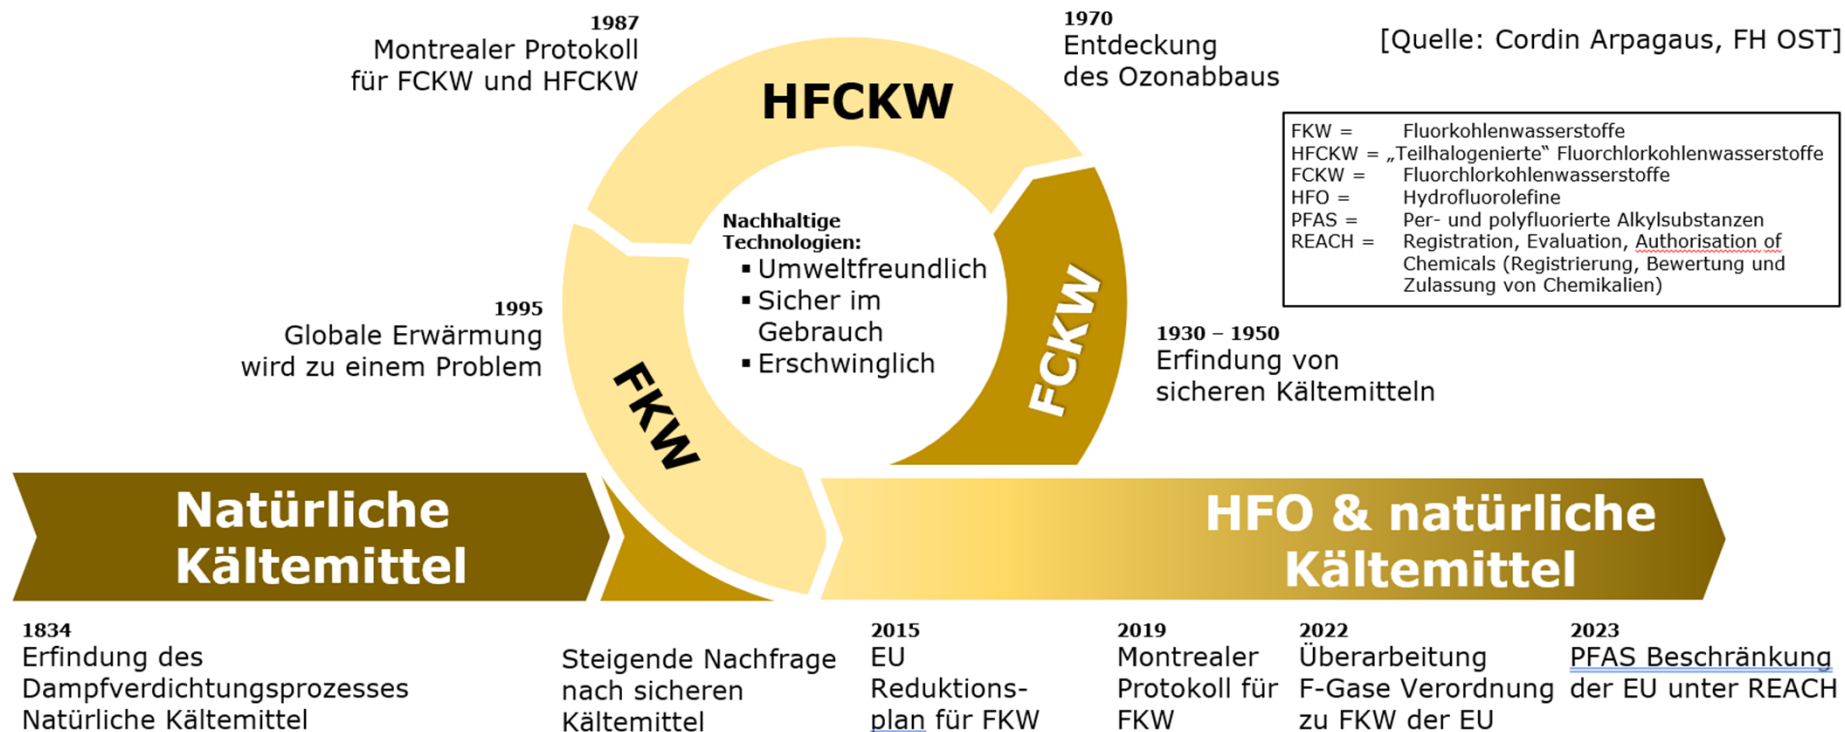 1987
Montrealer Protokoll
für FCKW und HFCKW
1970
Entdeckung
des Ozonabbaus
[Quelle: Cordin Arpagaus, FH OST]
HFCKW
FKW = Fluorkohlenwasserstoffe
HFCKW = „Teilhalogenierte“ Fluorchlorkohlenwasserstoffe
FCKW = Fluorchlorkohlenwasserstoffe
HFO = Hydrofluorolefine
PFAS = Per- und polyfluorierte Alkylsubstanzen
REACH = Registration, Evaluation, Authorisation of
Chemicals (Registrierung, Bewertung und
Zulassung von Chemikalien)
Nachhaltige
Technologien:
▪ Umweltfreundlich
▪ Sicher im
Gebrauch
▪ Erschwinglich
FCKW
1995
Globale Erwärmung
wird zu einem Problem
1930 – 1950
Erfindung von
sicheren Kältemitteln
FKW
Natürliche
Kältemittel
HFO & natürliche
Kältemittel
1834
Erfindung des
Dampfverdichtungsprozesses
Natürliche Kältemittel
Steigende Nachfrage
nach sicheren
Kältemittel
2015
EU
Reduktions-
plan für FKW
2019
Montrealer
Protokoll für
FKW
2022
Überarbeitung
F-Gase Verordnung
zu FKW der EU
2023
PFAS Beschränkung
der EU unter REACH